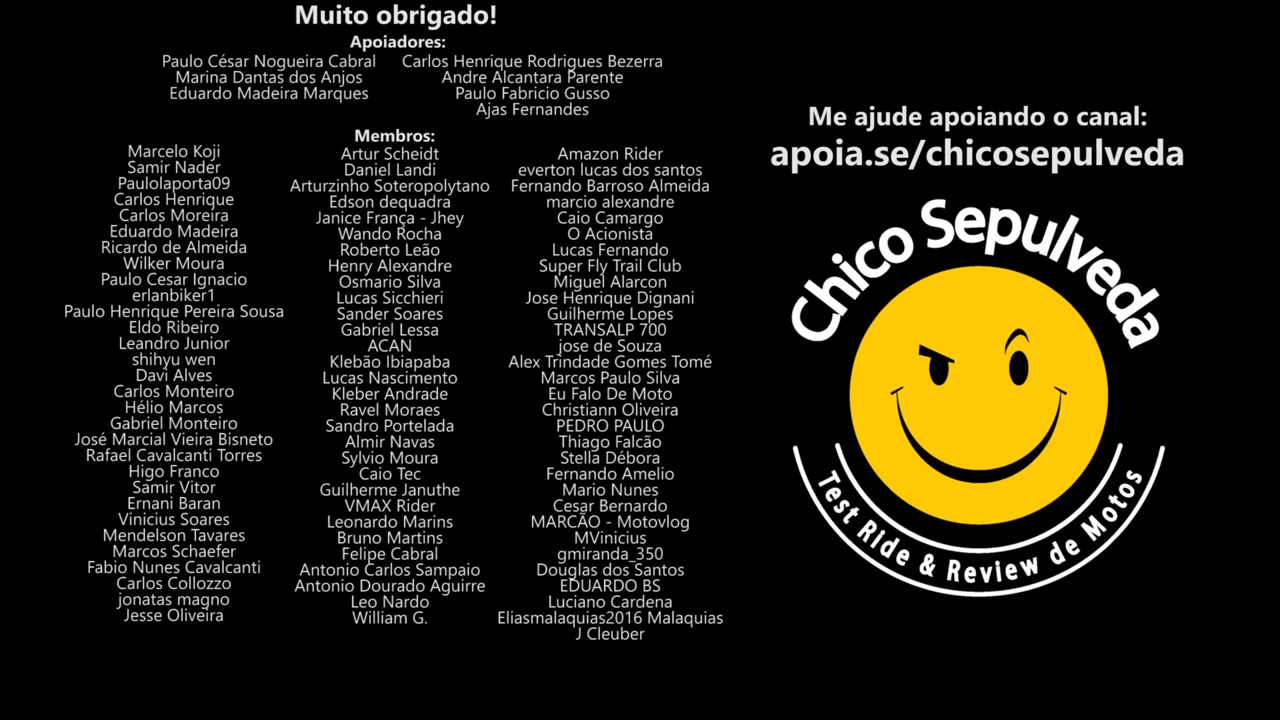 Muito obrigado!
Apoiadores:
Paulo César Nogueira Cabral
Marina Dantas dos Anjos
Eduardo Madeira Marques
Carlos Henrique Rodrigues Bezerra
Andre Alcantara Parente
Paulo Fabricio Gusso
Ajas Fernandes
Membros:
Marcelo Koji
Samir Nader
Paulolaporta09
Carlos Henrique
Carlos Moreira
Eduardo Madeira
Ricardo de Almeida
Wilker Moura
Paulo Cesar Ignacio
erlanbiker1
Paulo Henrique Pereira Sousa
Eldo Ribeiro
Leandro Junior
shihyu wen
Davi Alves
Carlos Monteiro
Hélio Marcos
Gabriel Monteiro
José Marcial Vieira Bisneto
Rafael Cavalcanti Torres
Higo Franco
Samir Vitor
Ernani Baran
Vinicius Soares
Mendelson Tavares
Marcos Schaefer
Fabio Nunes Cavalcanti
Carlos Collozzo
jonatas magno
Jesse Oliveira
Artur Scheidt
Daniel Landi
Arturzinho Soteropolytano
Edson dequadra
Janice França - Jhey
Wando Rocha
Roberto Leão
Henry Alexandre
Osmario Silva
Lucas Sicchieri
Sander Soares
Gabriel Lessa
ACAN
Klebão Ibiapaba
Lucas Nascimento
Kleber Andrade
Ravel Moraes
Sandro Portelada
Almir Navas
Sylvio Moura
Caio Tec
Guilherme Januthe
VMAX Rider
Leonardo Marins
Bruno Martins
Felipe Cabral
Antonio Carlos Sampaio
Antonio Dourado Aguirre
Leo Nardo
William G.
Amazon Rider
everton lucas dos santos
Fernando Barroso Almeida
marcio alexandre
Caio Camargo
O Acionista
Lucas Fernando
Super Fly Trail Club
Miguel Alarcon
Jose Henrique Dignani
Guilherme Lopes
TRANSALP 700
jose de Souza
Alex Trindade Gomes Tomé
Marcos Paulo Silva
Eu Falo De Moto
Christiann Oliveira
PEDRO PAULO
Thiago Falcão
Stella Débora
Fernando Amelio
Mario Nunes
Cesar Bernardo
MARCÃO - Motovlog
MVinicius
gmiranda_350
Douglas dos Santos
EDUARDO BS
Luciano Cardena
Eliasmalaquias2016 Malaquias
J Cleuber
Me ajude apoiando o canal:
apoia.se/chicosepulveda
Chico Sepulveda
Test Ride & Review de Motos